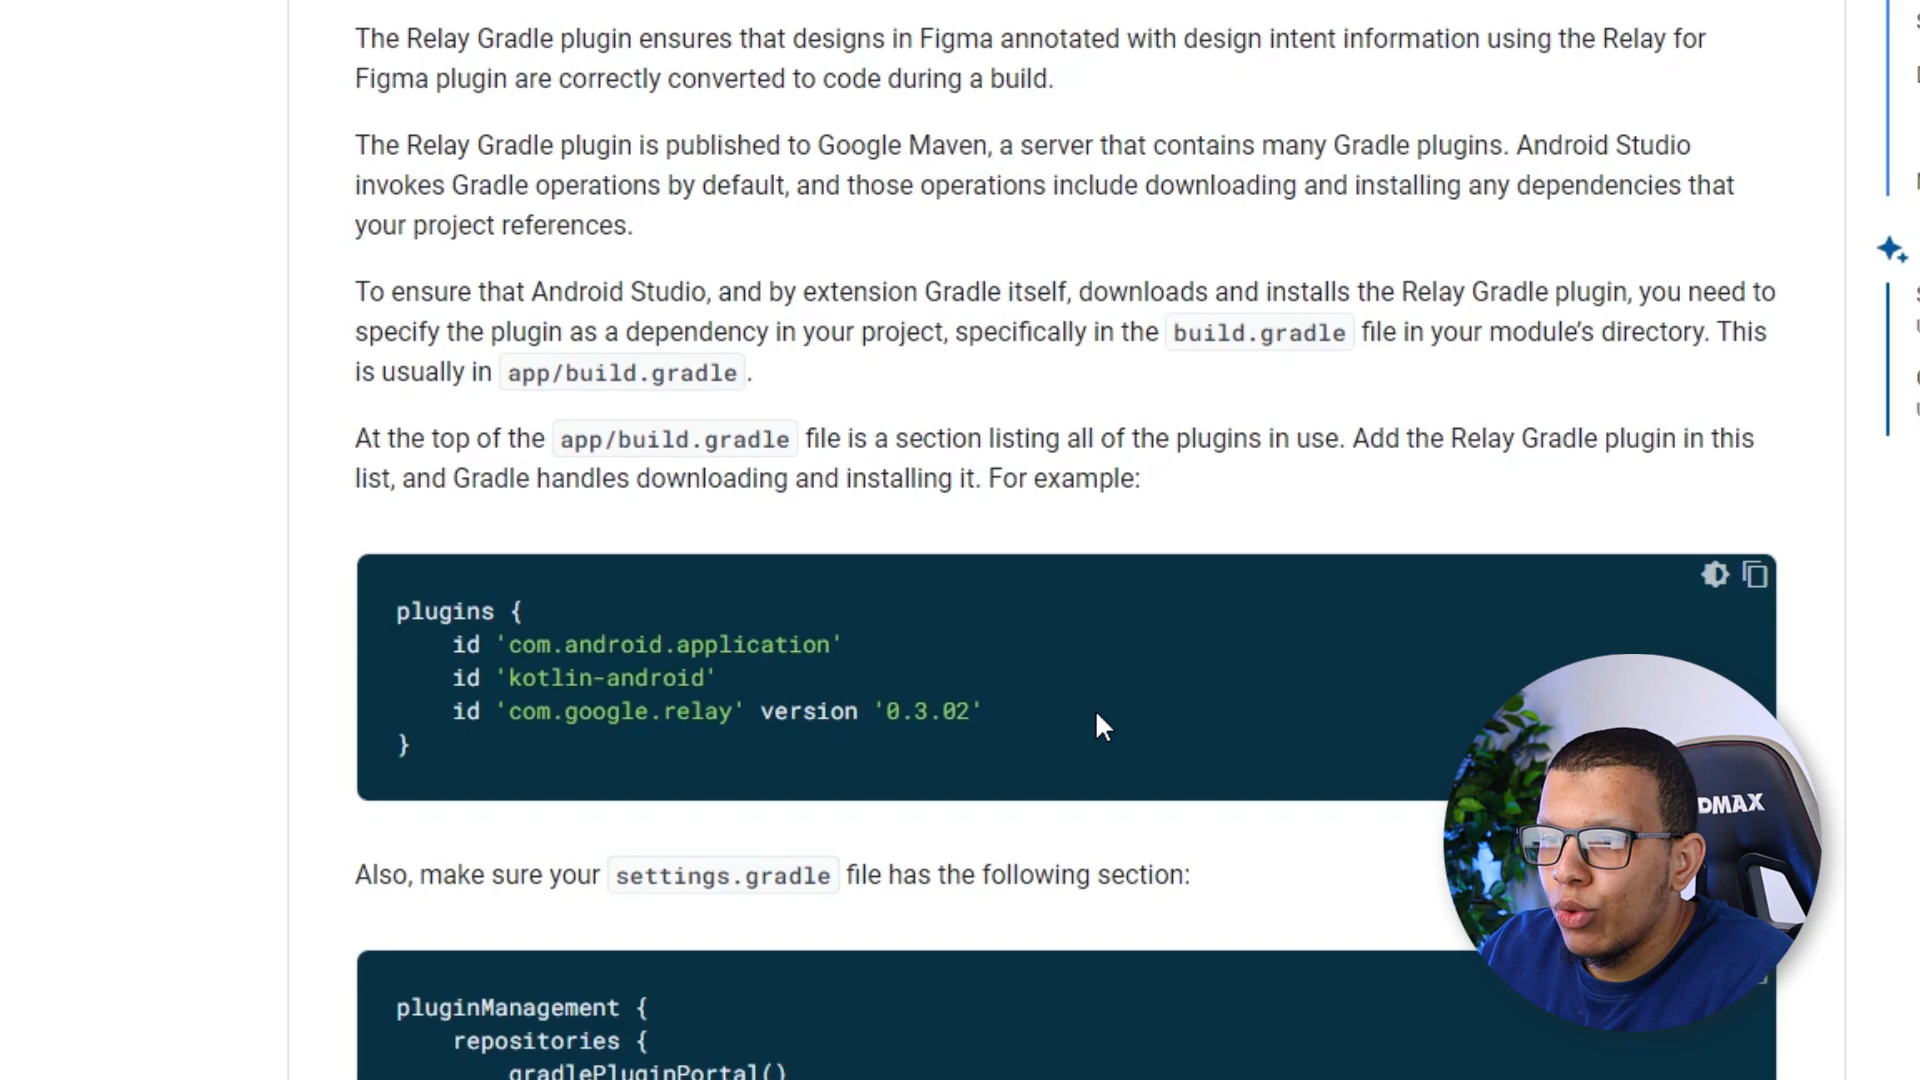 The Relay Gradle plugin ensures that designs in Figma annotated with design intent information using the Relay for
Figma plugin are correctly converted to code during a build.
The Relay Gradle plugin is published to Google Maven, a server that contains many Gradle plugins. Android Studio
invokes Gradle operations by default, and those operations include downloading and installing any dependencies that
your project references.
To ensure that Android Studio, and by extension Gradle itself, downloads and installs the Relay Gradle plugin, you need to
specify the plugin as a dependency in your project, specifically in the build.gradle file in your module’s directory. This
is usually in app/build.gradle.
At the top of the app/build.gradle file is a section listing all of the plugins in use. Add the Relay Gradle plugin in this
list, and Gradle handles downloading and installing it. For example:
plugins {
    id 'com.android.application'
    id 'kotlin-android'
    id 'com.google.relay' version '0.3.02'
}
Also, make sure your settings.gradle file has the following section:
pluginManagement {
    repositories {
        gradlePluginPortal()
DMAX